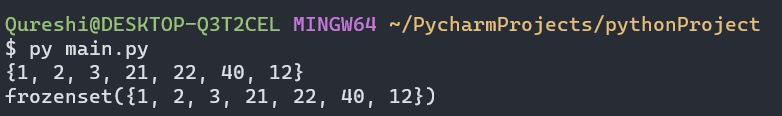 Qureshi@DESKTOP-Q3T2CEL MINGW64 ~/PycharmProjects/pythonProject
$ py main.py
{1, 2, 3, 21, 22, 40, 12}
frozenset({1, 2, 3, 21, 22, 40, 12})